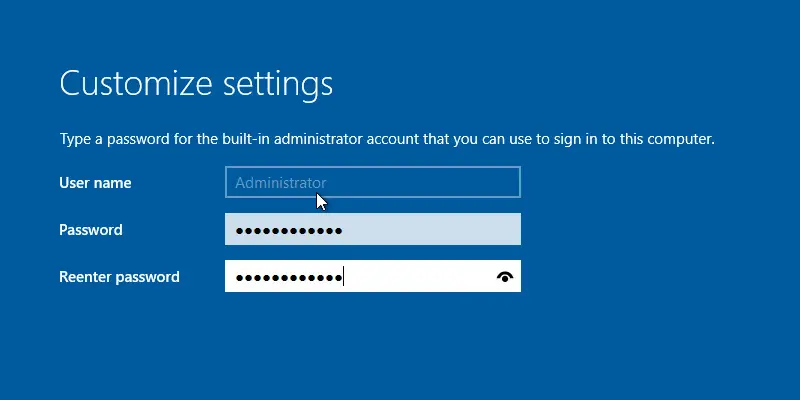 Customize settings
Type a password for the built-in administrator account that you can use to sign in to this computer.
User name
Administrator
Password
●●●●●●●●●●●●
Reenter password
●●●●●●●●●●●●